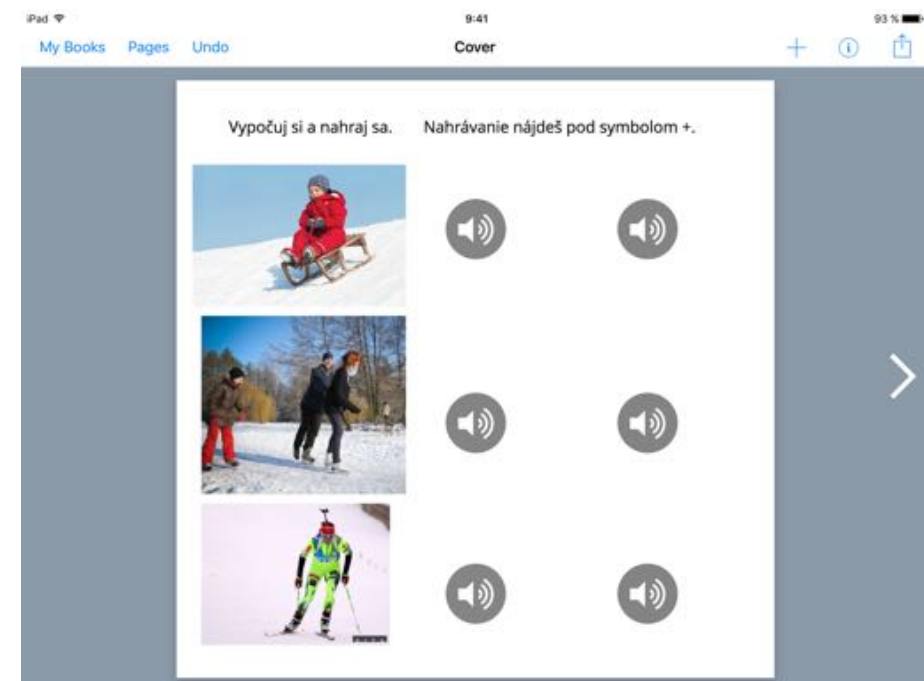 iPad 9:41 93 %
My Books Pages Undo Cover
Vypočuj si a nahraj sa. Nahrávanie nájdeš pod symbolom +.